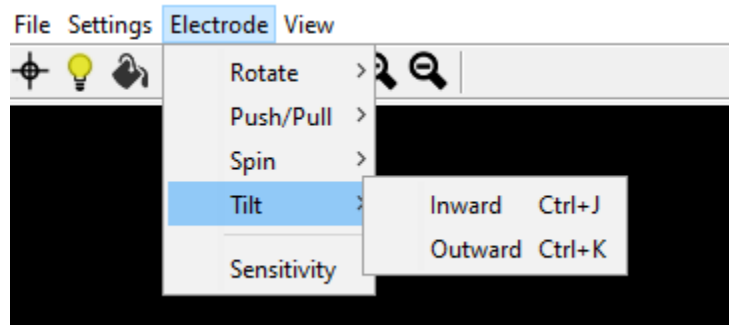 File Settings Electrode View
Rotate
Push/Pull
Spin
Tilt
Inward Ctrl+J
Outward Ctrl+K
Sensitivity